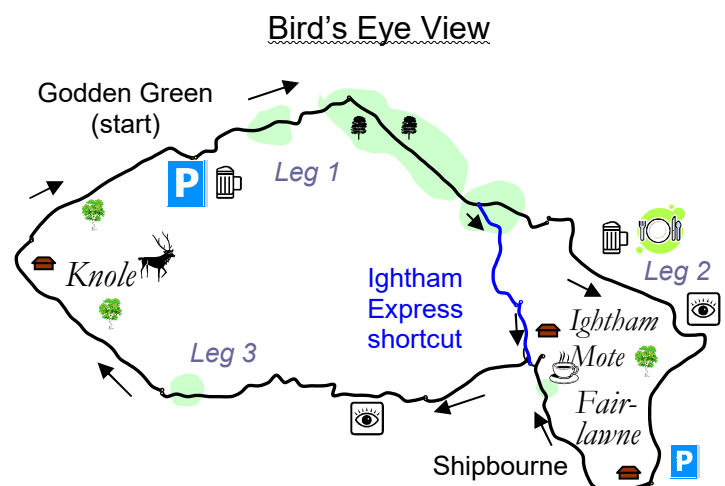 Bird's Eye View
Godden Green
(start)
P
Leg 1
Knole
Ightham
Express
shortcut
Leg 2
Ightham
Mote
Fair-
lawne
Leg 3
Shipbourne
P